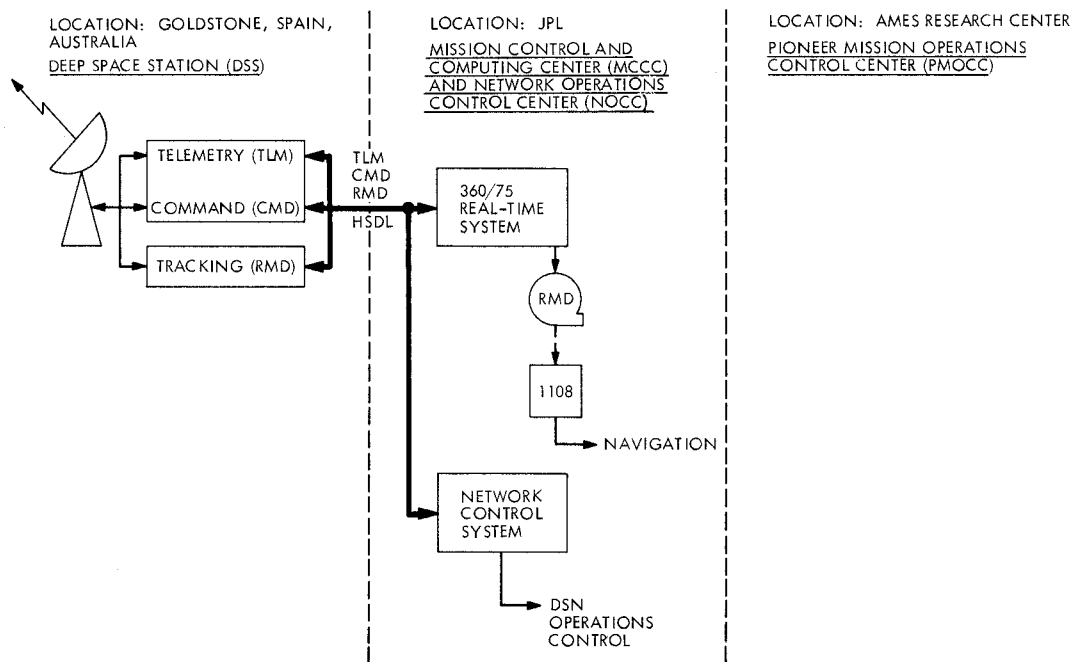 LOCATION: GOLDSTONE, SPAIN,
AUSTRALIA
DEEP SPACE STATION (DSS)
LOCATION: JPL
MISSION CONTROL AND
COMPUTING CENTER (MCCC)
AND NETWORK OPERATIONS
CONTROL CENTER (NOCC)
LOCATION: AMES RESEARCH CENTER
PIONEER MISSION OPERATIONS
CONTROL CENTER (PMOCC)
TELEMETRY (TLM)
COMMAND (CMD)
TRACKING (RMD)
TLM
CMD
RMD
HSDL
360/75
REAL-TIME
SYSTEM
RMD
1108
NAVIGATION
NETWORK
CONTROL
SYSTEM
DSN
OPERATIONS
CONTROL